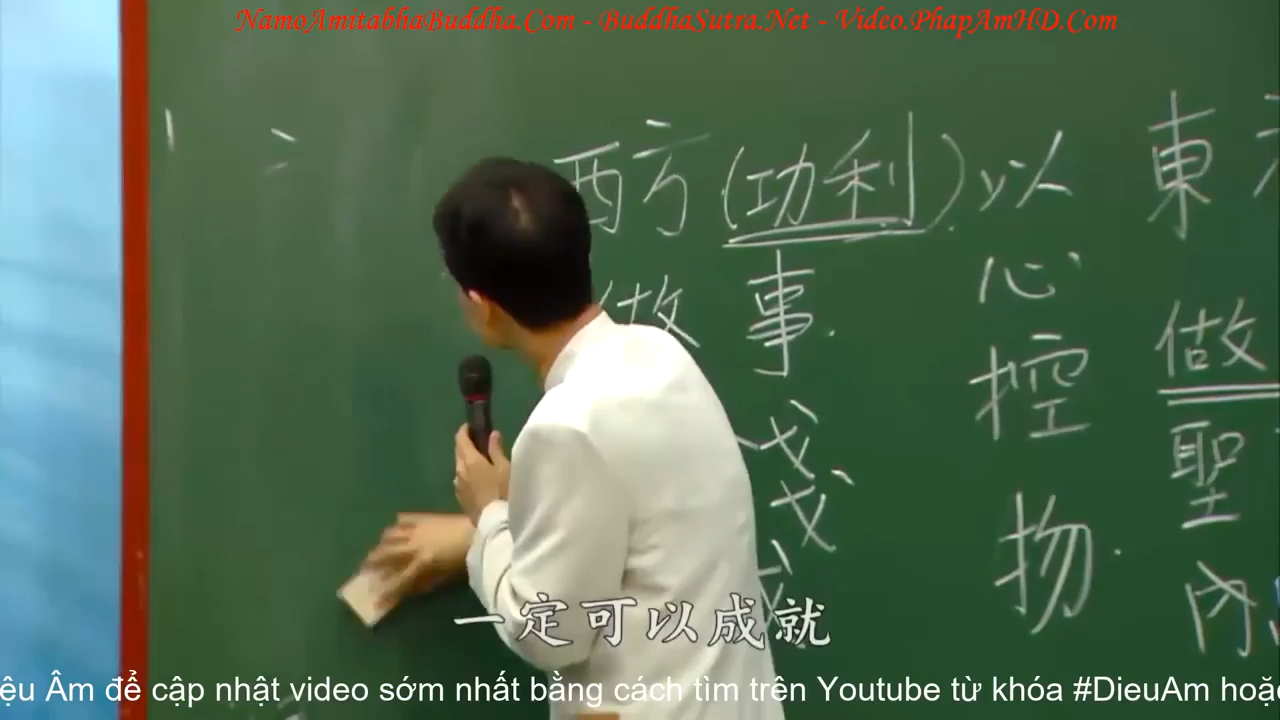 NamoAmitabhaBuddha.Com - BuddhaSutra.Net - Video.PhapAmHD.Com
西方(功利)以 東
心
做 事 做
控
聖
物
內
一定可以成就
ệu Âm để cập nhật video sớm nhất bằng cách tìm trên Youtube từ khóa #DieuAm hoặc